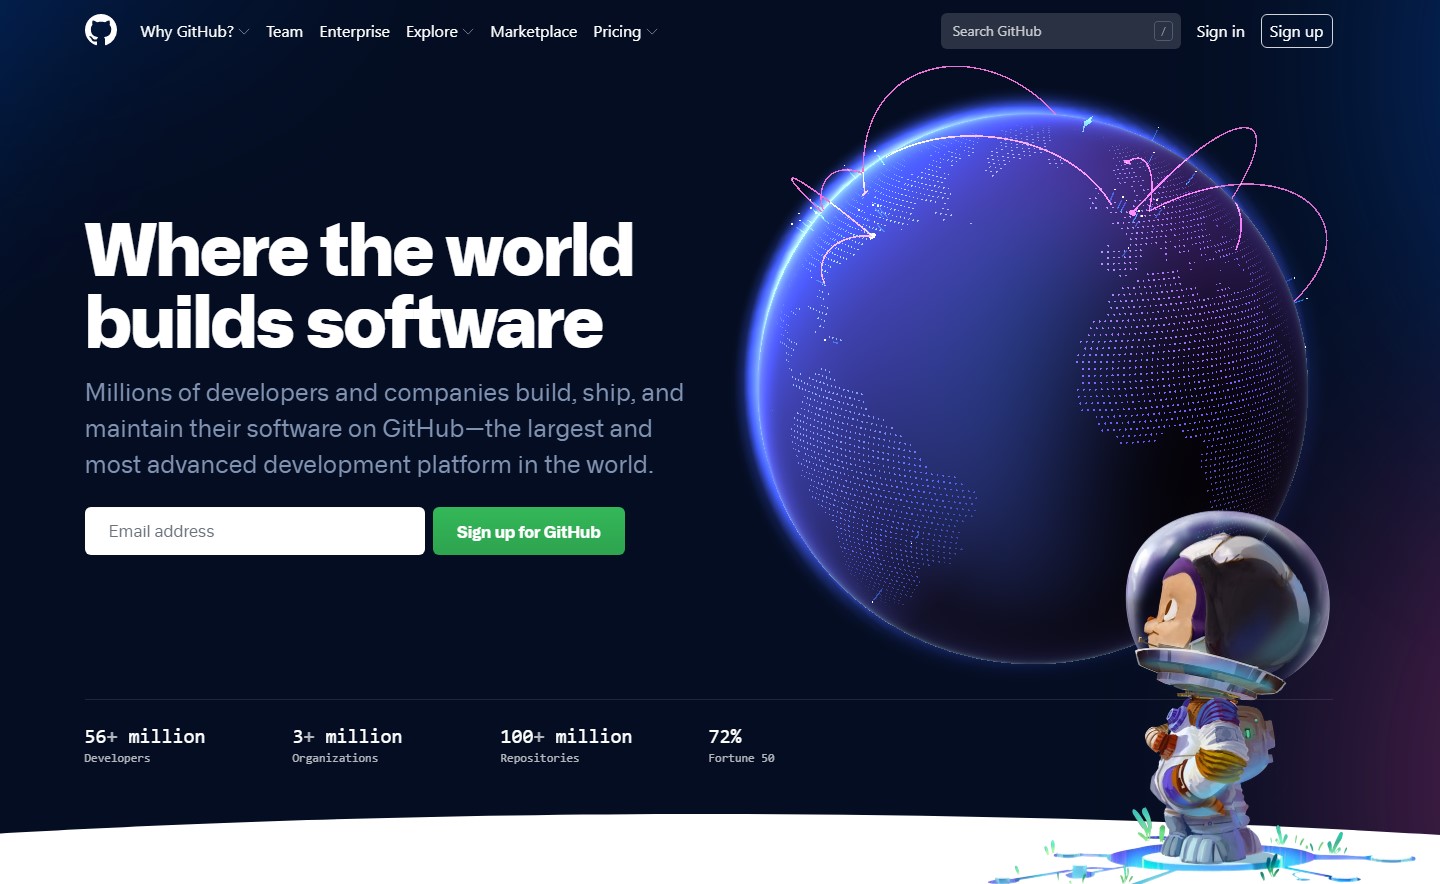 Why GitHub? Team Enterprise Explore Marketplace Pricing Search GitHub / Sign in Sign up
Where the world
builds software
Millions of developers and companies build, ship, and
maintain their software on GitHub—the largest and
most advanced development platform in the world.
Email address Sign up for GitHub
56+ million 3+ million 100+ million 72%
Developers Organizations Repositories Fortune 50